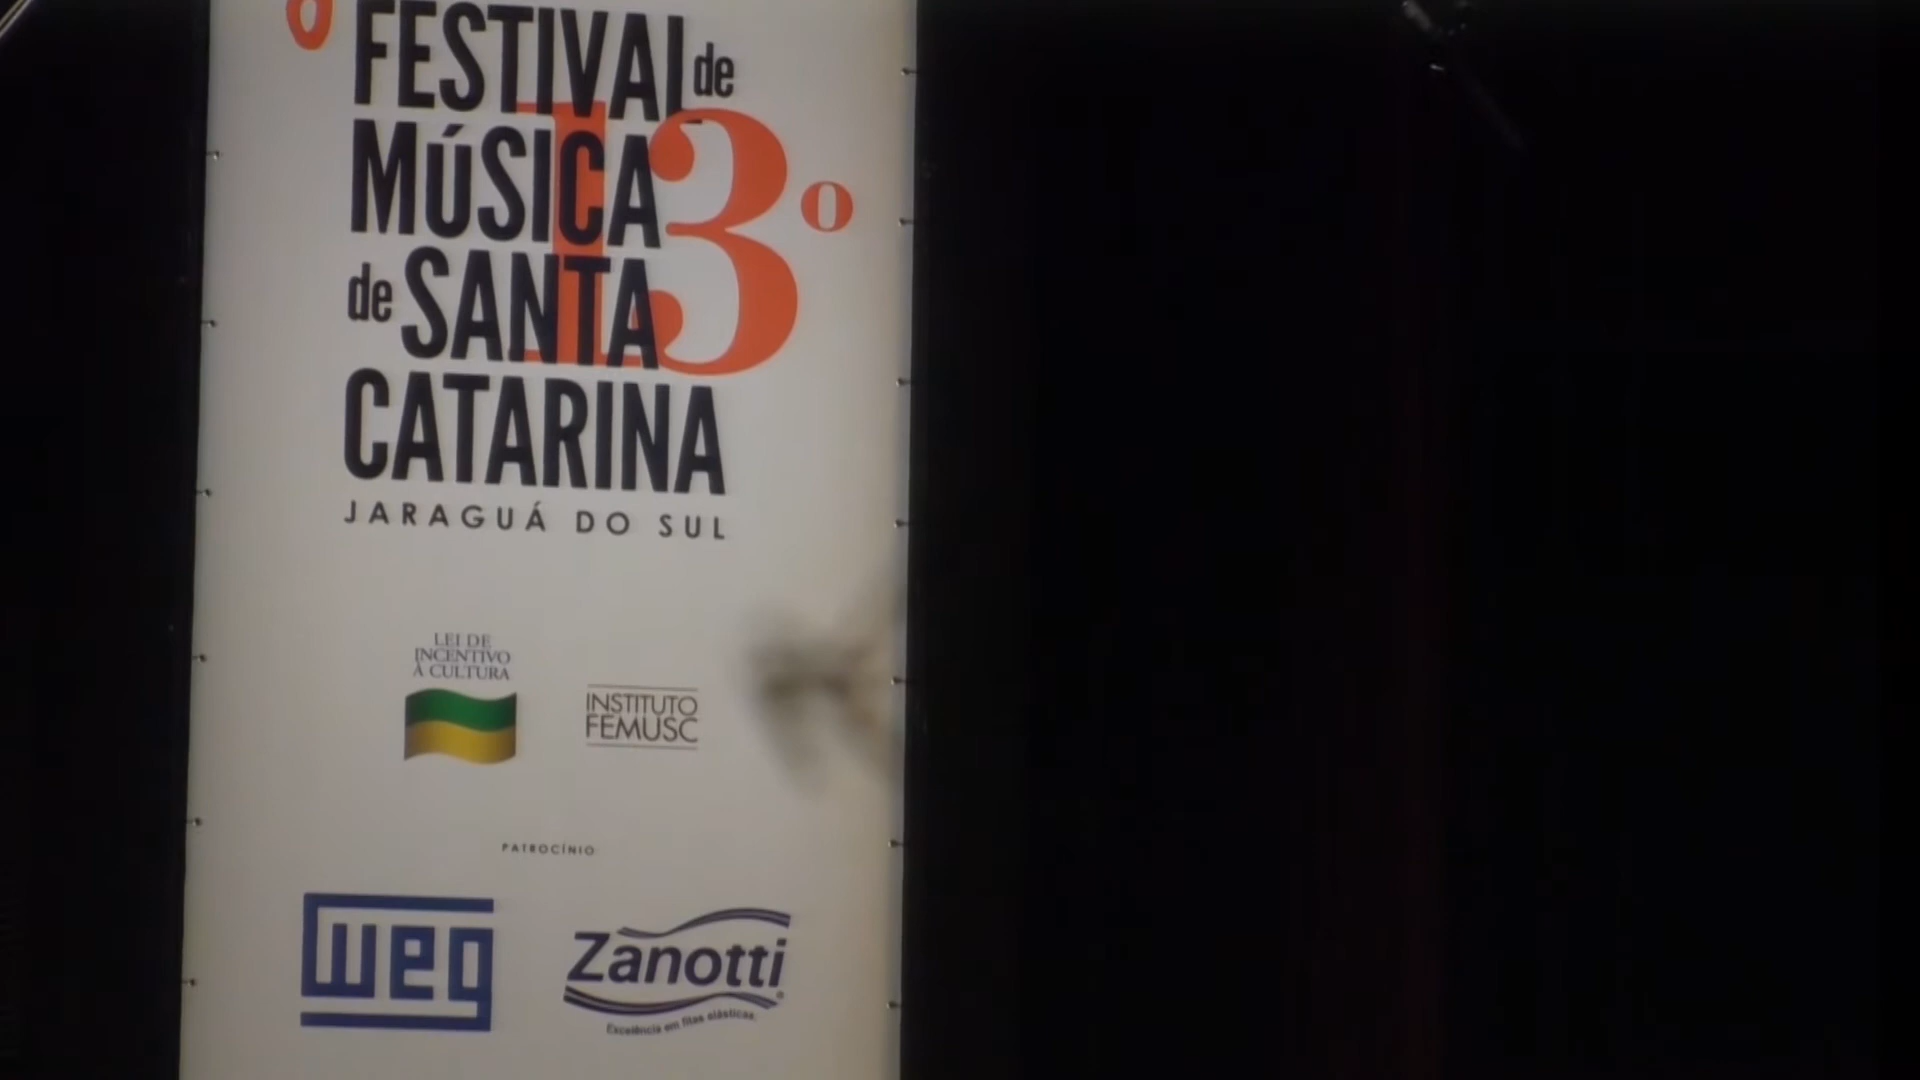 FESTIVAL de
13º
MÚSICA
de SANTA
CATARINA
JARAGUÁ DO SUL
LEI DE
INCENTIVO
À CULTURA
INSTITUTO
FEMUSC
PATROCÍNIO
weg
Zanotti
Excelência em fitas elásticas.